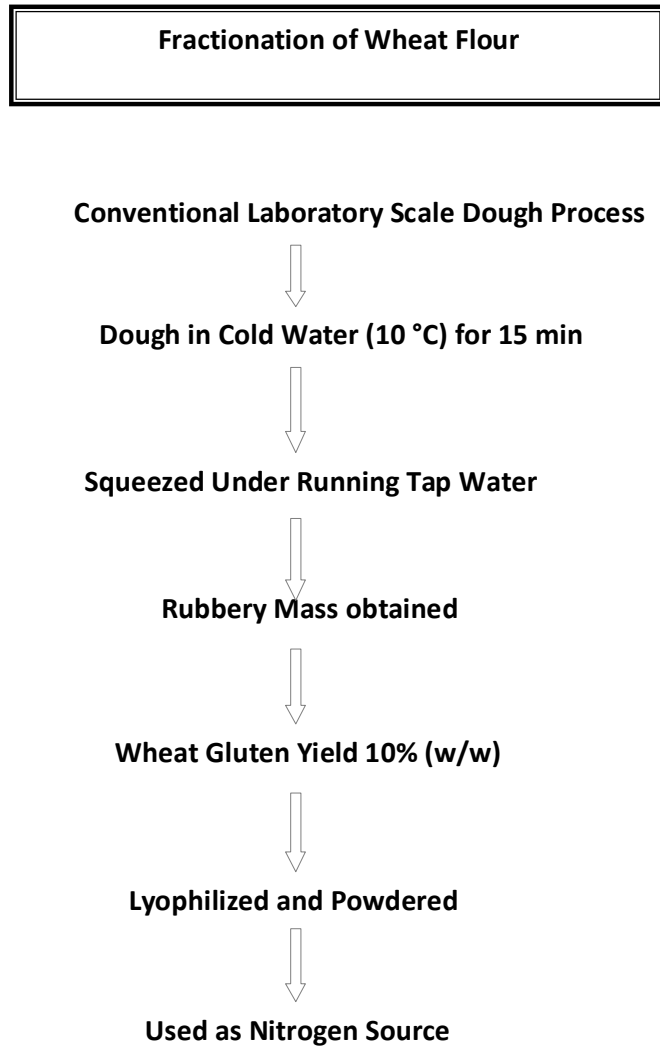 Fractionation of Wheat Flour
Conventional Laboratory Scale Dough Process
Dough in Cold Water (10 °C) for 15 min
Squeezed Under Running Tap Water
Rubbery Mass obtained
Wheat Gluten Yield 10% (w/w)
Lyophilized and Powdered
Used as Nitrogen Source